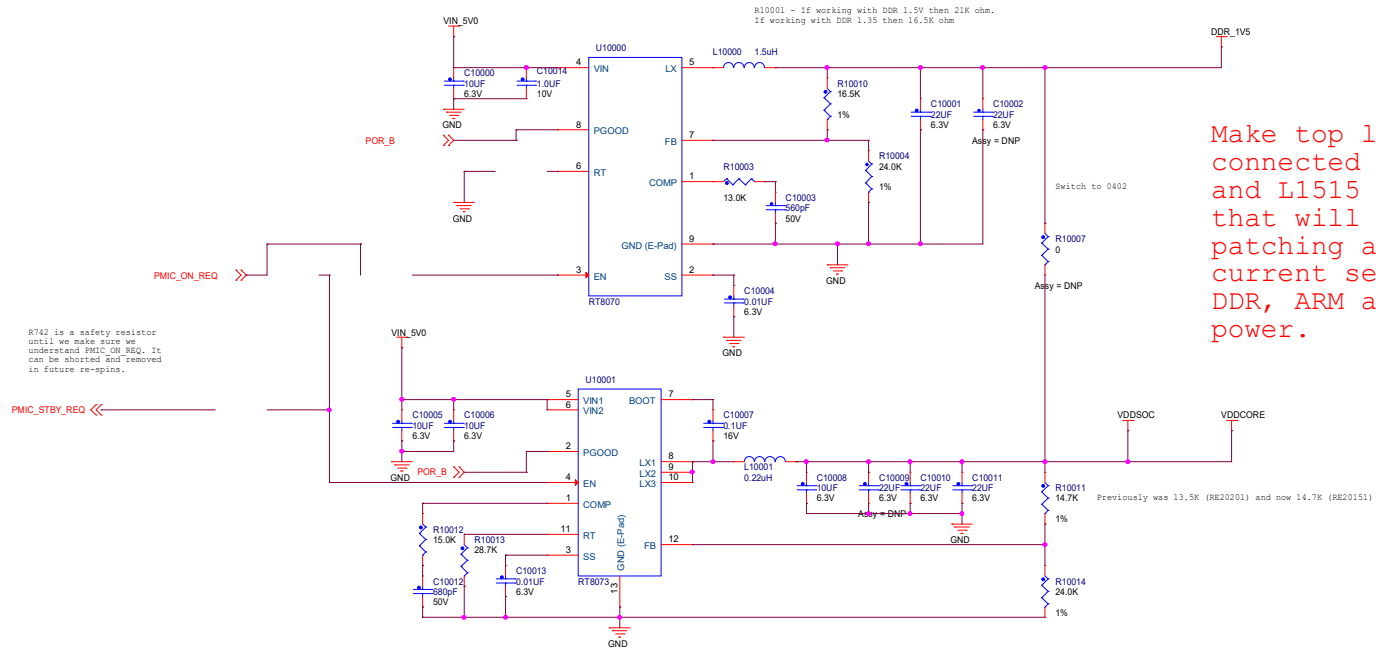 R10001 - If working with DDR 1.5V then 21K ohm.
If working with DDR 1.35 then 16.5K ohm
VIN_5V0
DDR_1V5
U10000
L10000 1.5uH
4 VIN
LX 5
C10000
10UF
6.3V
C10014
1.0UF
10V
GND
R10010
16.5K
1%
C10001
22UF
6.3V
C10002
22UF
6.3V
Assy = DNP
POR_B
8 PGOOD
FB 7
6 RT
GND
R10004
24.0K
1%
COMP 1
R10003
13.0K
C10003
560pF
50V
GND (E-Pad) 9
GND
Switch to 0402
R10007
0
Assy = DNP
PMIC_ON_REQ
3 EN
SS 2
RT8070
C10004
0.01UF
6.3V
GND
Make top l
connected
and L1515
that will
patching a
current se
DDR, ARM a
power.
R742 is a safety resistor
until we make sure we
understand PMIC_ON_REQ. It
can be shorted and removed
in future re-spins.
PMIC_STBY_REQ
VIN_5V0
U10001
5 VIN1
6 VIN2
BOOT 7
C10005
10UF
6.3V
C10006
10UF
6.3V
GND
C10007
0.1UF
16V
VDDSOC
VDDCORE
POR_B
2 PGOOD
LX1 8
LX2 9
LX3 10
L10001
0.22uH
4 EN
1 COMP
C10008
10UF
6.3V
C10009
22UF
6.3V
Assy = DNP
C10010
22UF
6.3V
C10011
22UF
6.3V
GND
R10011
14.7K
1%
Previously was 13.5K (RE20201) and now 14.7K (RE20151)
R10012
15.0K
R10013
28.7K
11 RT
3 SS
GND (E-Pad)
FB 12
RT8073
13
C10012
680pF
50V
C10013
0.01UF
6.3V
R10014
24.0K
1%
GND